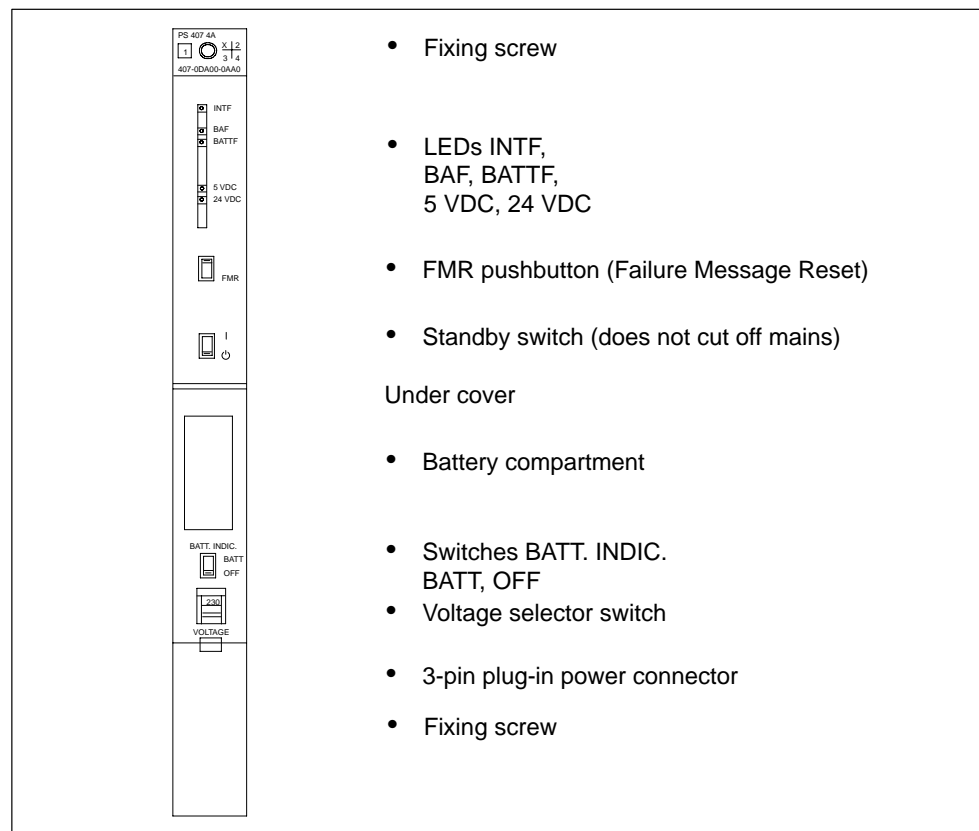 PS 407 4A
1
X 2
3 4
407-0DA00-0AA0
INTF
BAF
BATTF
5 VDC
24 VDC
FMR
I
BATT. INDIC.
BATT
OFF
230
VOLTAGE
• Fixing screw
• LEDs INTF,
BAF, BATTF,
5 VDC, 24 VDC
• FMR pushbutton (Failure Message Reset)
• Standby switch (does not cut off mains)
Under cover
• Battery compartment
• Switches BATT. INDIC.
BATT, OFF
• Voltage selector switch
• 3-pin plug-in power connector
• Fixing screw